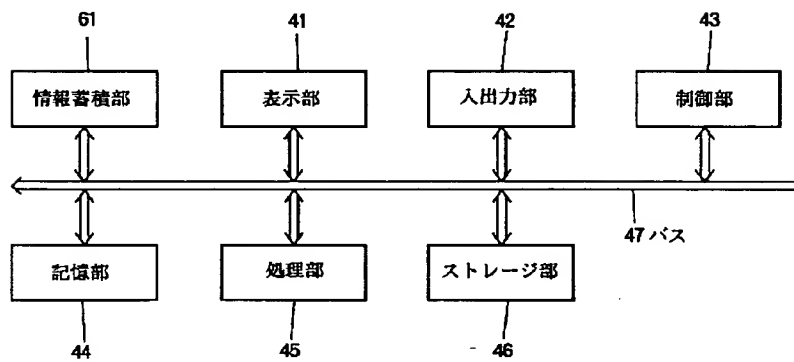 61
41
42
43
情報蓄積部
表示部
入出力部
制御部
47 バス
記憶部
処理部
ストレージ部
44
45
46